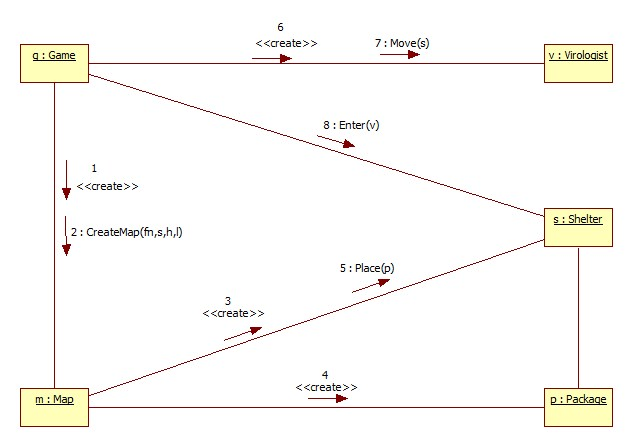 6
<<create>>
7 : Move(s)
g : Game
v : Virologist
8 : Enter(v)
1
<<create>>
2 : CreateMap(fn,s,h,l)
s : Shelter
5 : Place(p)
3
<<create>>
4
<<create>>
m : Map
p : Package